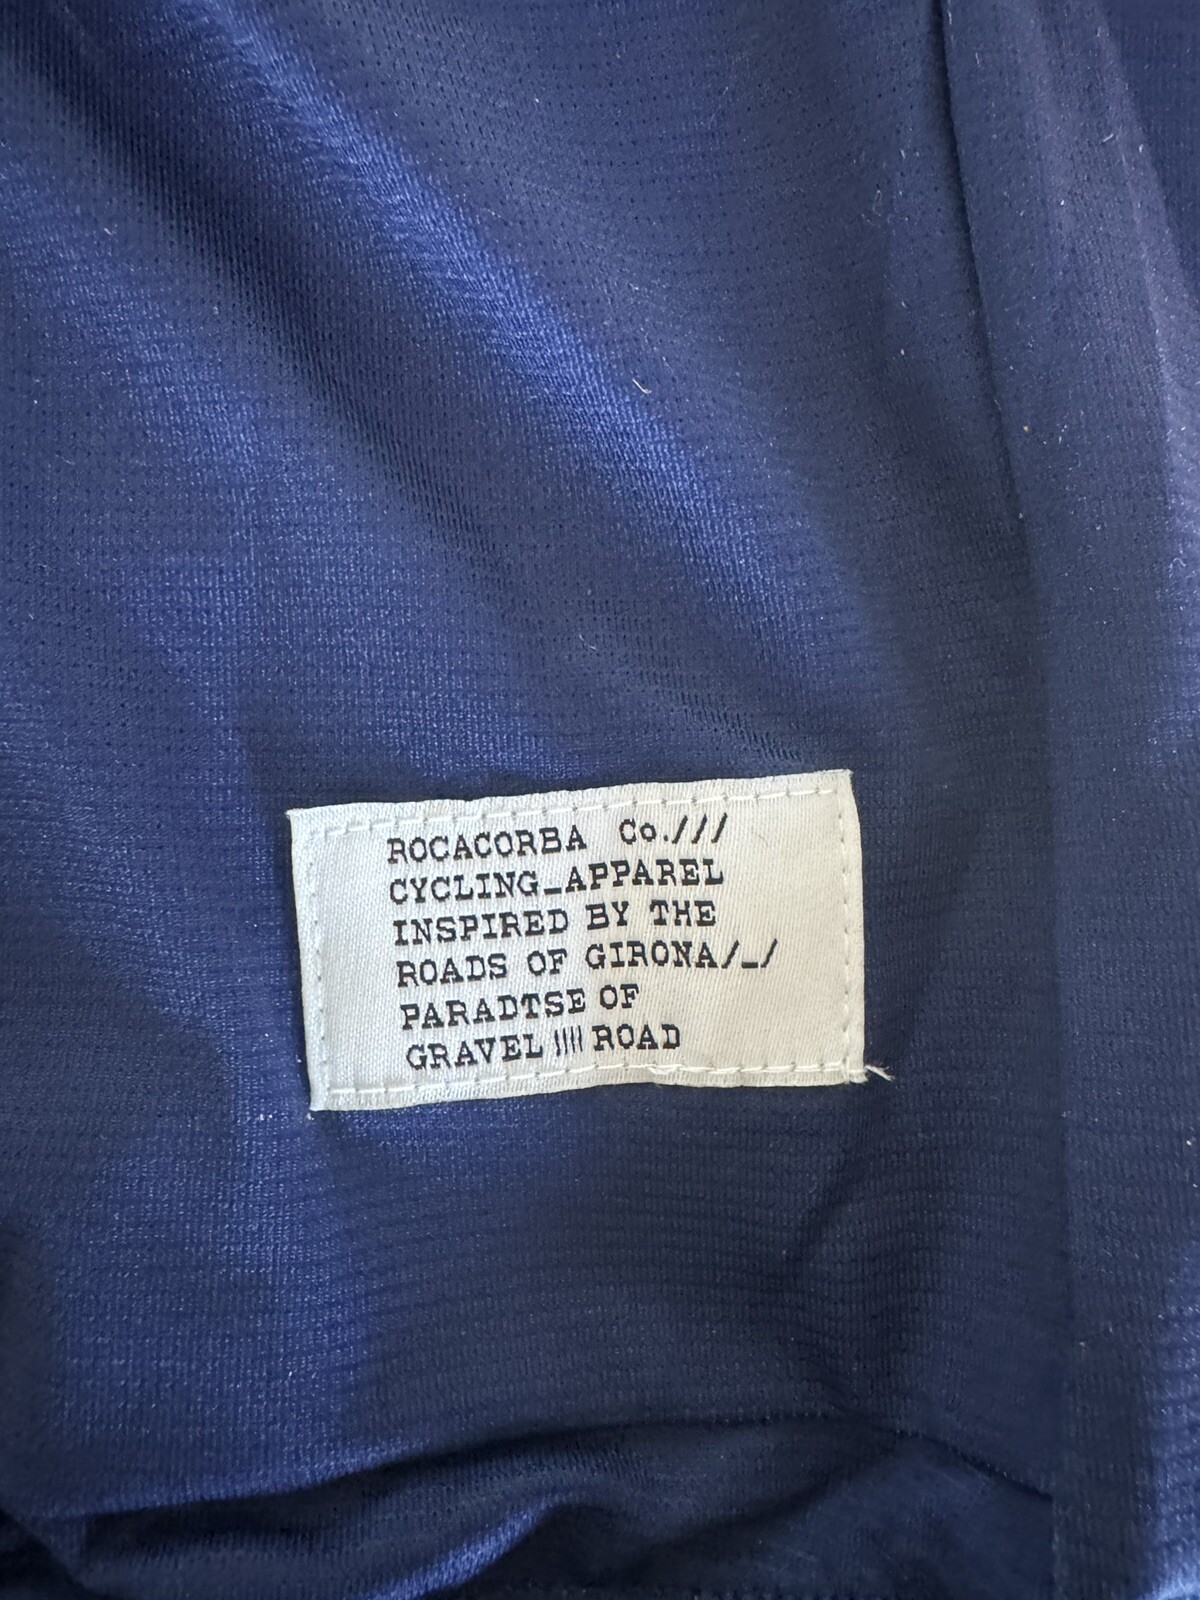 ROCACORBA Co.///
CYCLING_APPAREL
INSPIRED BY THE
ROADS OF GIRONA/_/
PARADTSE OF
GRAVEL |||| ROAD